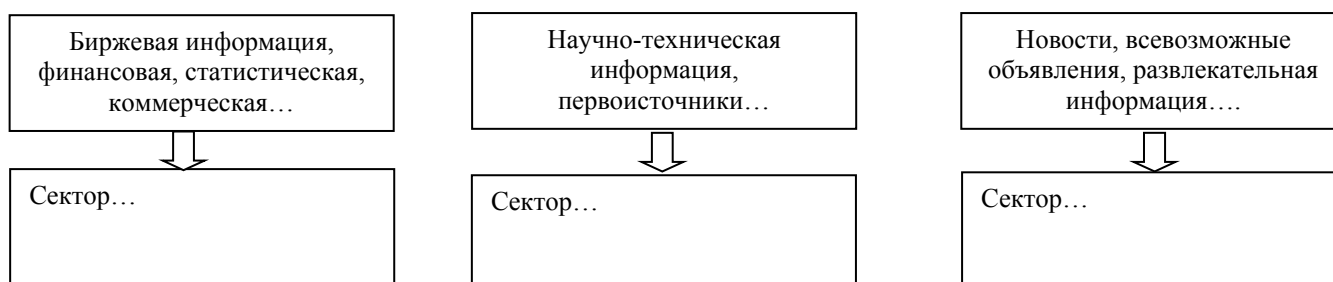 Биржевая информация,
финансовая, статистическая,
коммерческая…
Научно-техническая
информация,
первоисточники…
Новости, всевозможные
объявления, развлекательная
информация….
Сектор…
Сектор…
Сектор…